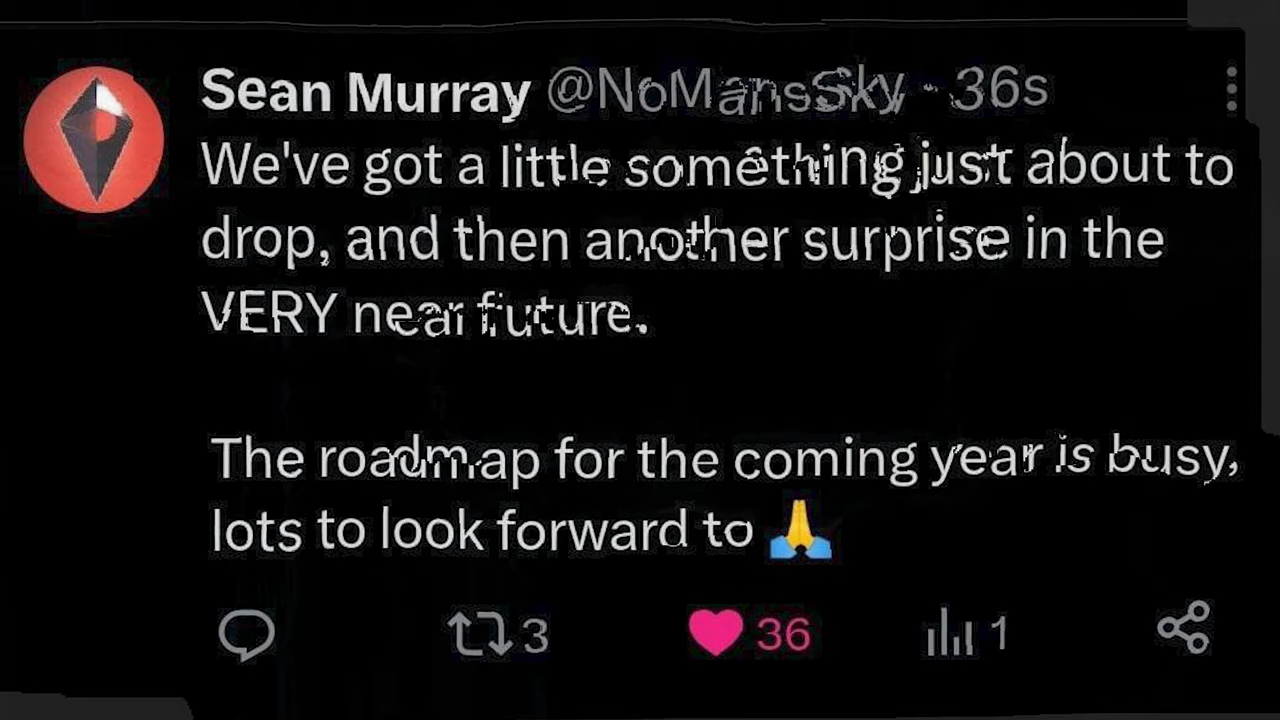 Sean Murray @NoMansSky · 36s
We've got a little something just about to
drop, and then another surprise in the
VERY near future.
The roadmap for the coming year is busy,
lots to look forward to 🙏
3 36 1